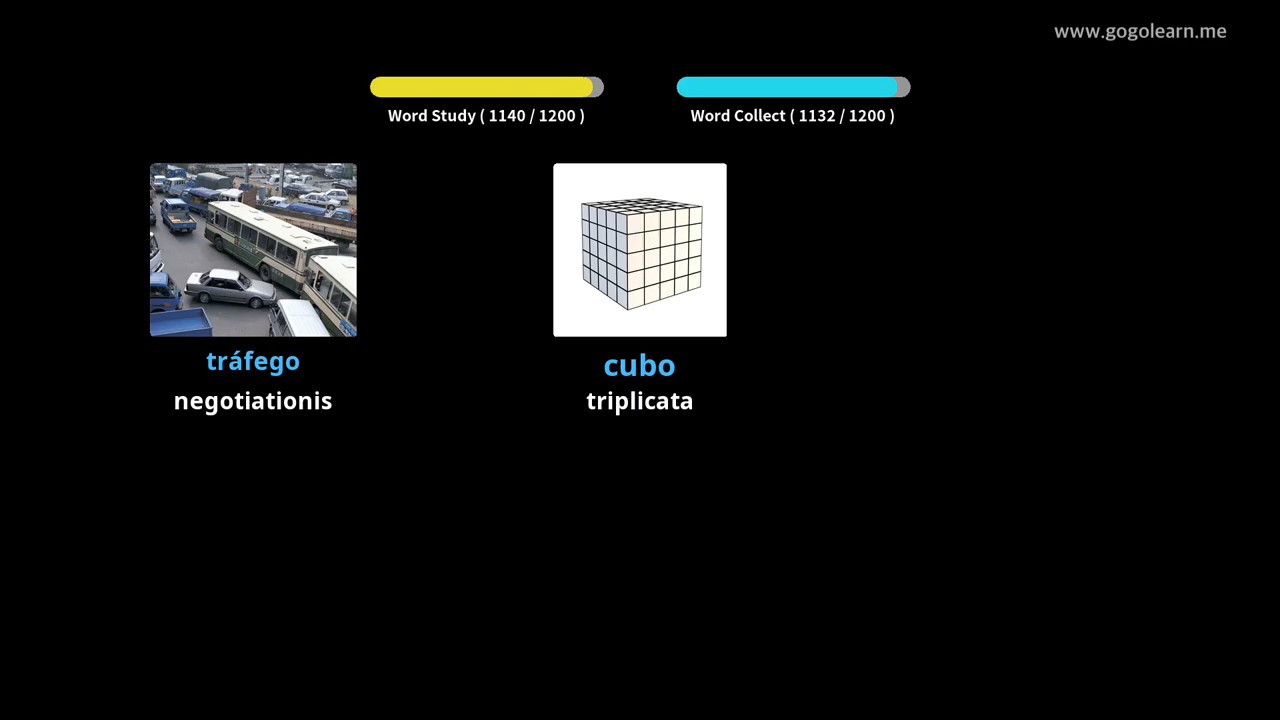 www.gogolearn.me
Word Study ( 1140 / 1200 )
Word Collect ( 1132 / 1200 )
tráfego
cubo
negotiationis
triplicata